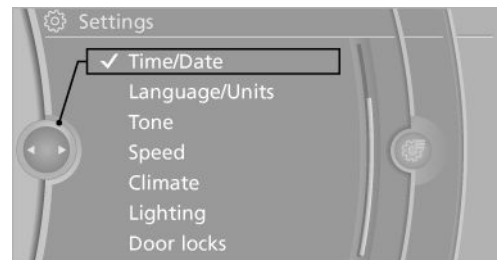 Settings
Time/Date
Language/Units
Tone
Speed
Climate
Lighting
Door locks